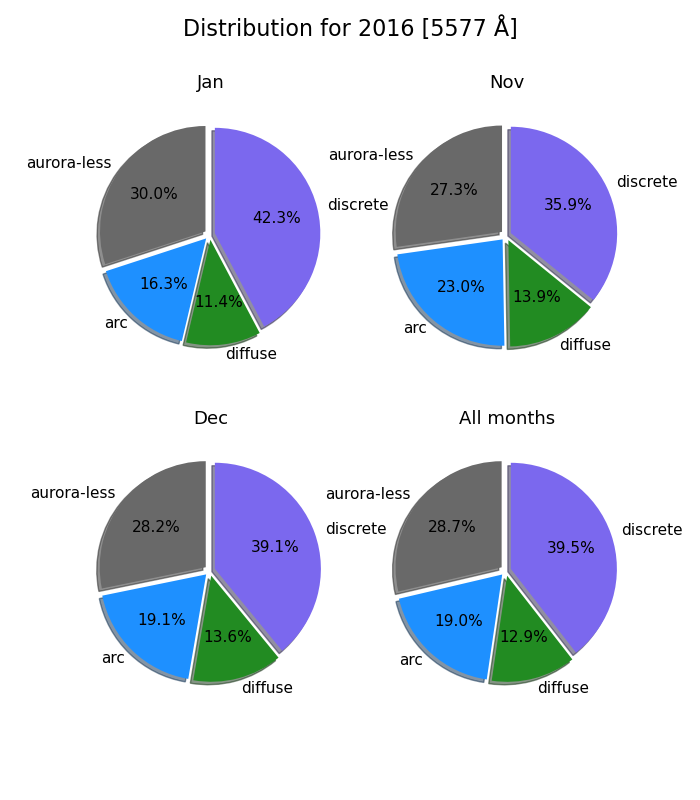 Distribution for 2016 [5577 Å]
Jan
aurora-less
30.0%
42.3%
discrete
16.3%
11.4%
arc
diffuse
Nov
aurora-less
27.3%
35.9%
discrete
23.0%
13.9%
arc
diffuse
Dec
aurora-less
28.2%
39.1%
discrete
19.1%
13.6%
arc
diffuse
All months
aurora-less
28.7%
39.5%
discrete
19.0%
12.9%
arc
diffuse